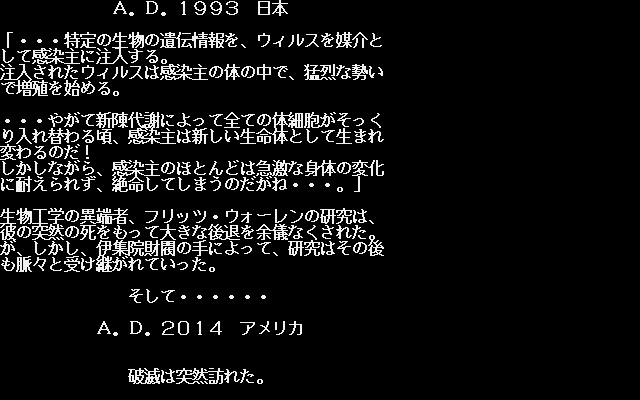 Ａ．Ｄ．１９９３　日本
「・・・特定の生物の遺伝情報を、ウィルスを媒介と
して感染主に注入する。
注入されたウィルスは感染主の体の中で、猛烈な勢い
で増殖を始める。
・・・やがて新陳代謝によって全ての体細胞がそっく
り入れ替わる頃、感染主は新しい生命体として生まれ
変わるのだ！
しかしながら、感染主のほとんどは急激な身体の変化
に耐えられず、絶命してしまうのだがね・・・。」
生物工学の異端者、フリッツ・ウォーレンの研究は、
彼の突然の死をもって大きな後退を余儀なくされた。
が、しかし、伊集院財閥の手によって、研究はその後
も脈々と受け継がれていった。
そして・・・・・・
Ａ．Ｄ．２０１４　アメリカ
破滅は突然訪れた。